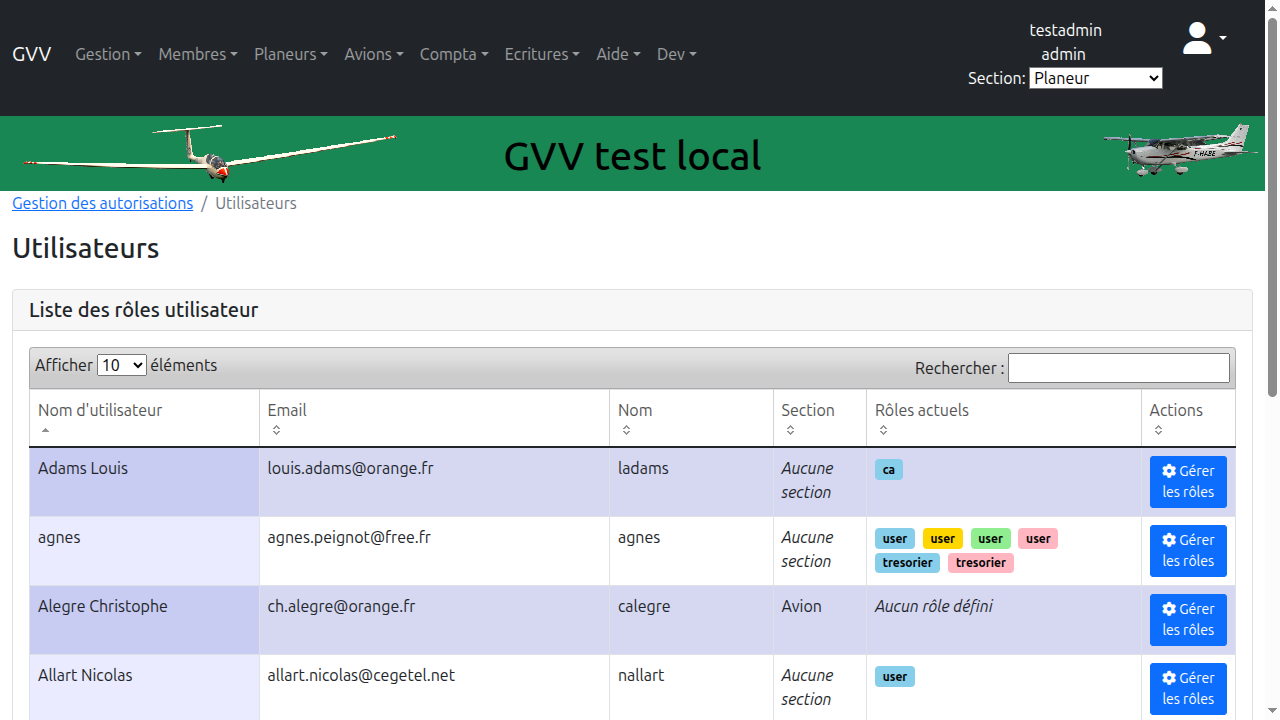 GVV Gestion Membres Planeurs Avions Compta Ecritures Aide Dev
testadmin
admin
Section: Planeur
GVV test local
F-HABE
Gestion des autorisations / Utilisateurs
Utilisateurs
Liste des rôles utilisateur
Afficher 10 éléments Rechercher :
Nom d'utilisateur Email Nom Section Rôles actuels Actions
Adams Louis louis.adams@orange.fr ladams Aucune section ca Gérer les rôles
agnes agnes.peignot@free.fr agnes Aucune section user user user user tresorier tresorier Gérer les rôles
Alegre Christophe ch.alegre@orange.fr calegre Avion Aucun rôle défini Gérer les rôles
Allart Nicolas allart.nicolas@cegetel.net nallart Aucune section user Gérer les rôles